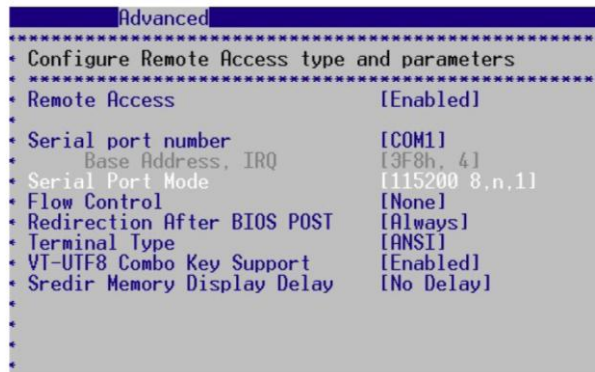 Advanced
*****************************************************
* Configure Remote Access type and parameters
* ***************************************************
* Remote Access [Enabled]
*
* Serial port number [COM1]
* Base Address, IRQ [3F8h, 4]
* Serial Port Mode [115200 8,n,1]
* Flow Control [None]
* Redirection After BIOS POST [Always]
* Terminal Type [ANSI]
* VT-UTF8 Combo Key Support [Enabled]
* Sredir Memory Display Delay [No Delay]
*
*
*
*